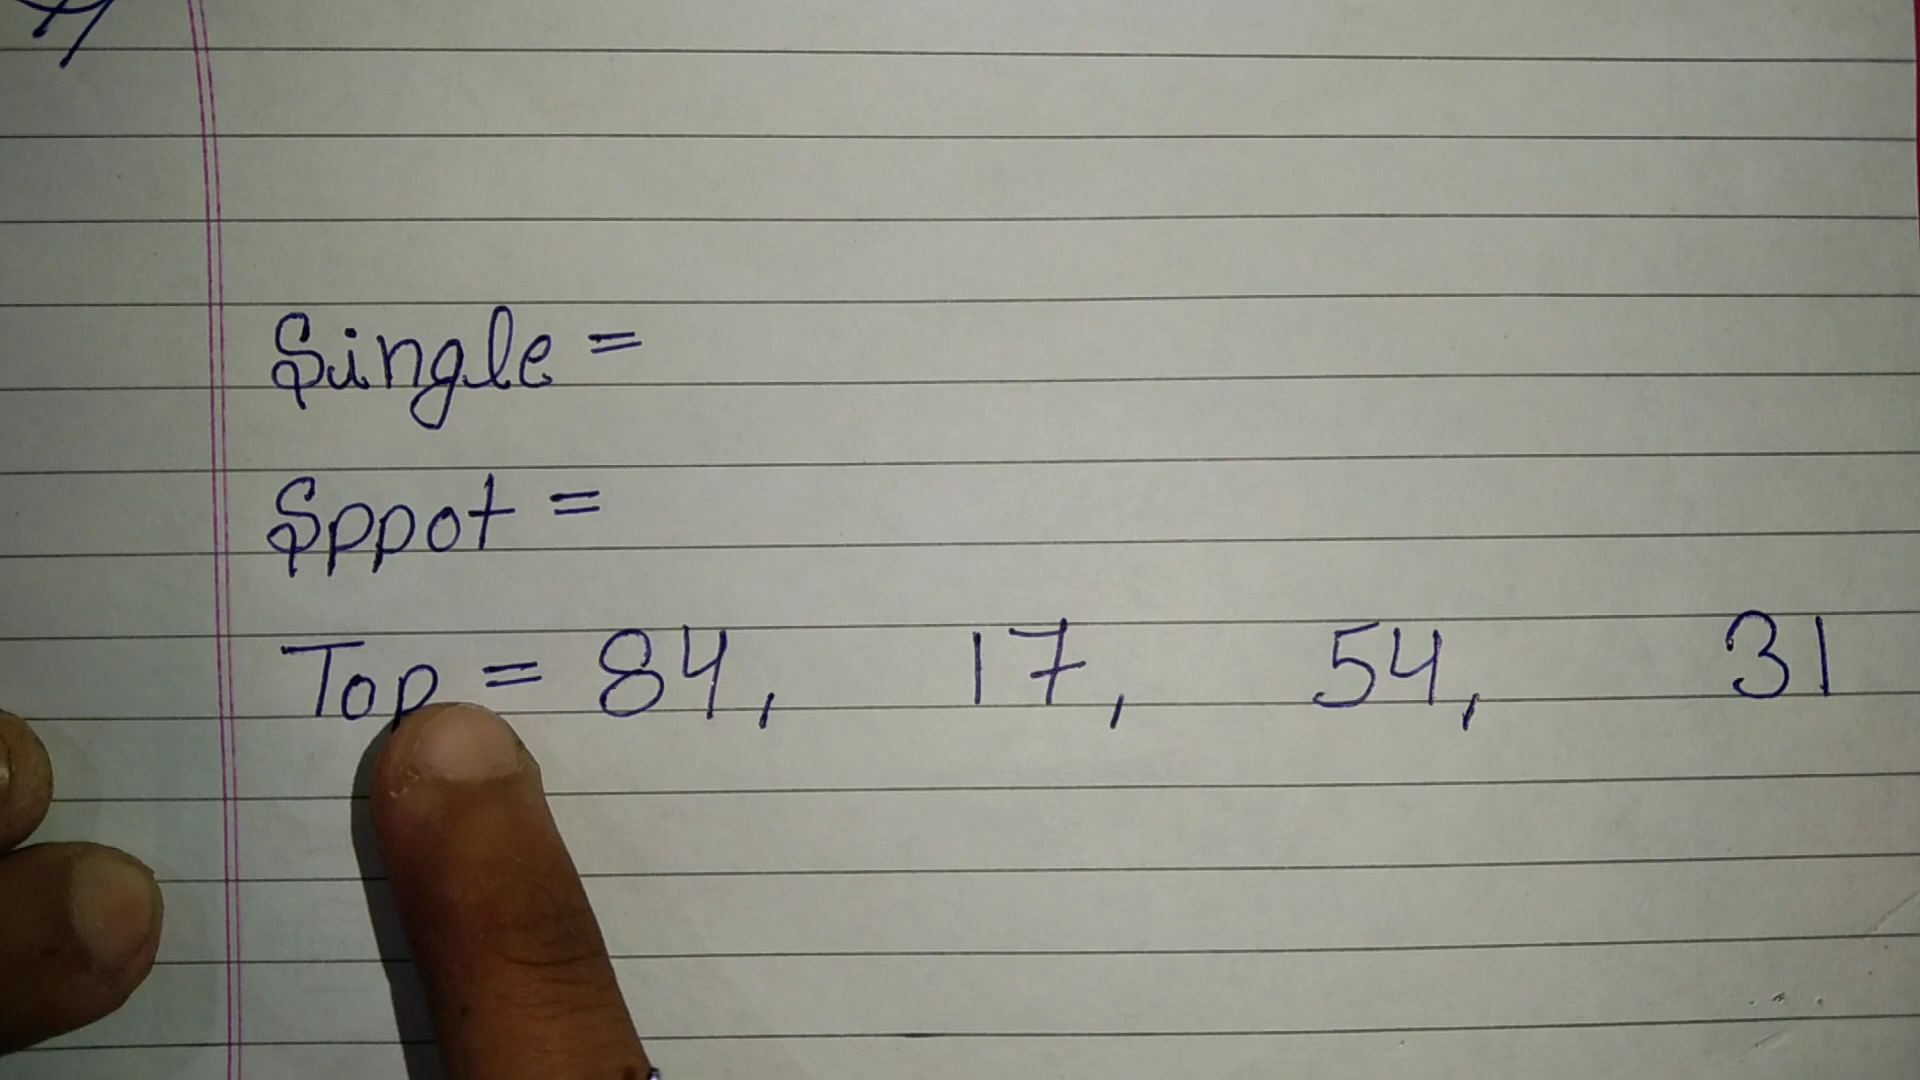 Single =
Sppot =
Top = 84, 17, 54, 31